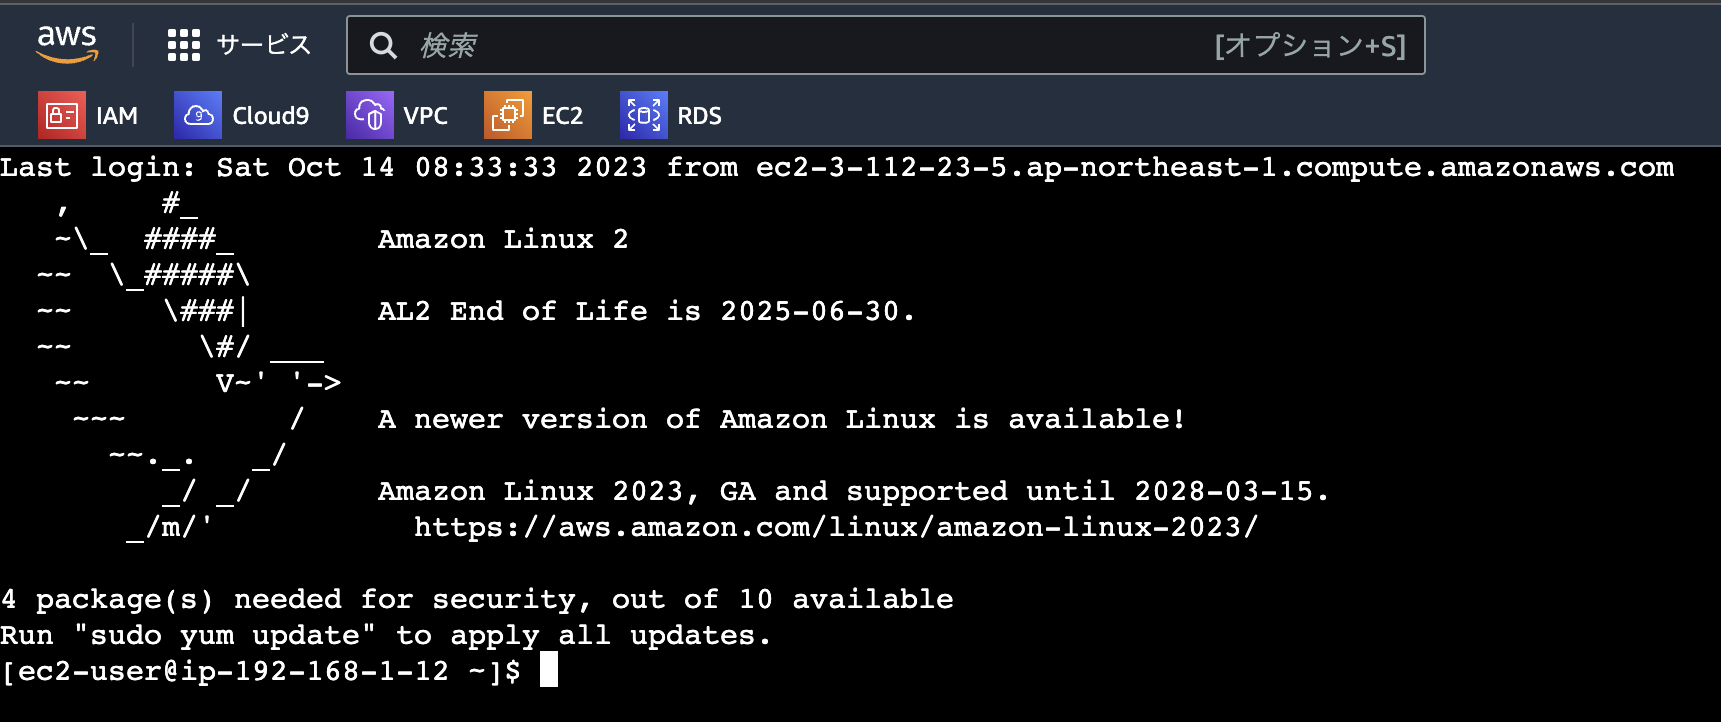 aws サービス 検索 [オプション+S]
IAM Cloud9 VPC EC2 RDS
Last login: Sat Oct 14 08:33:33 2023 from ec2-3-112-23-5.ap-northeast-1.compute.amazonaws.com
   ,     #_
   ~\_  ####_        Amazon Linux 2
  ~~  \_#####\
  ~~     \###|       AL2 End of Life is 2025-06-30.
  ~~       \#/ ___
   ~~       V~' '->
    ~~~         /    A newer version of Amazon Linux is available!
      ~~._.   _/
         _/ _/       Amazon Linux 2023, GA and supported until 2028-03-15.
       _/m/'           https://aws.amazon.com/linux/amazon-linux-2023/
4 package(s) needed for security, out of 10 available
Run "sudo yum update" to apply all updates.
[ec2-user@ip-192-168-1-12 ~]$